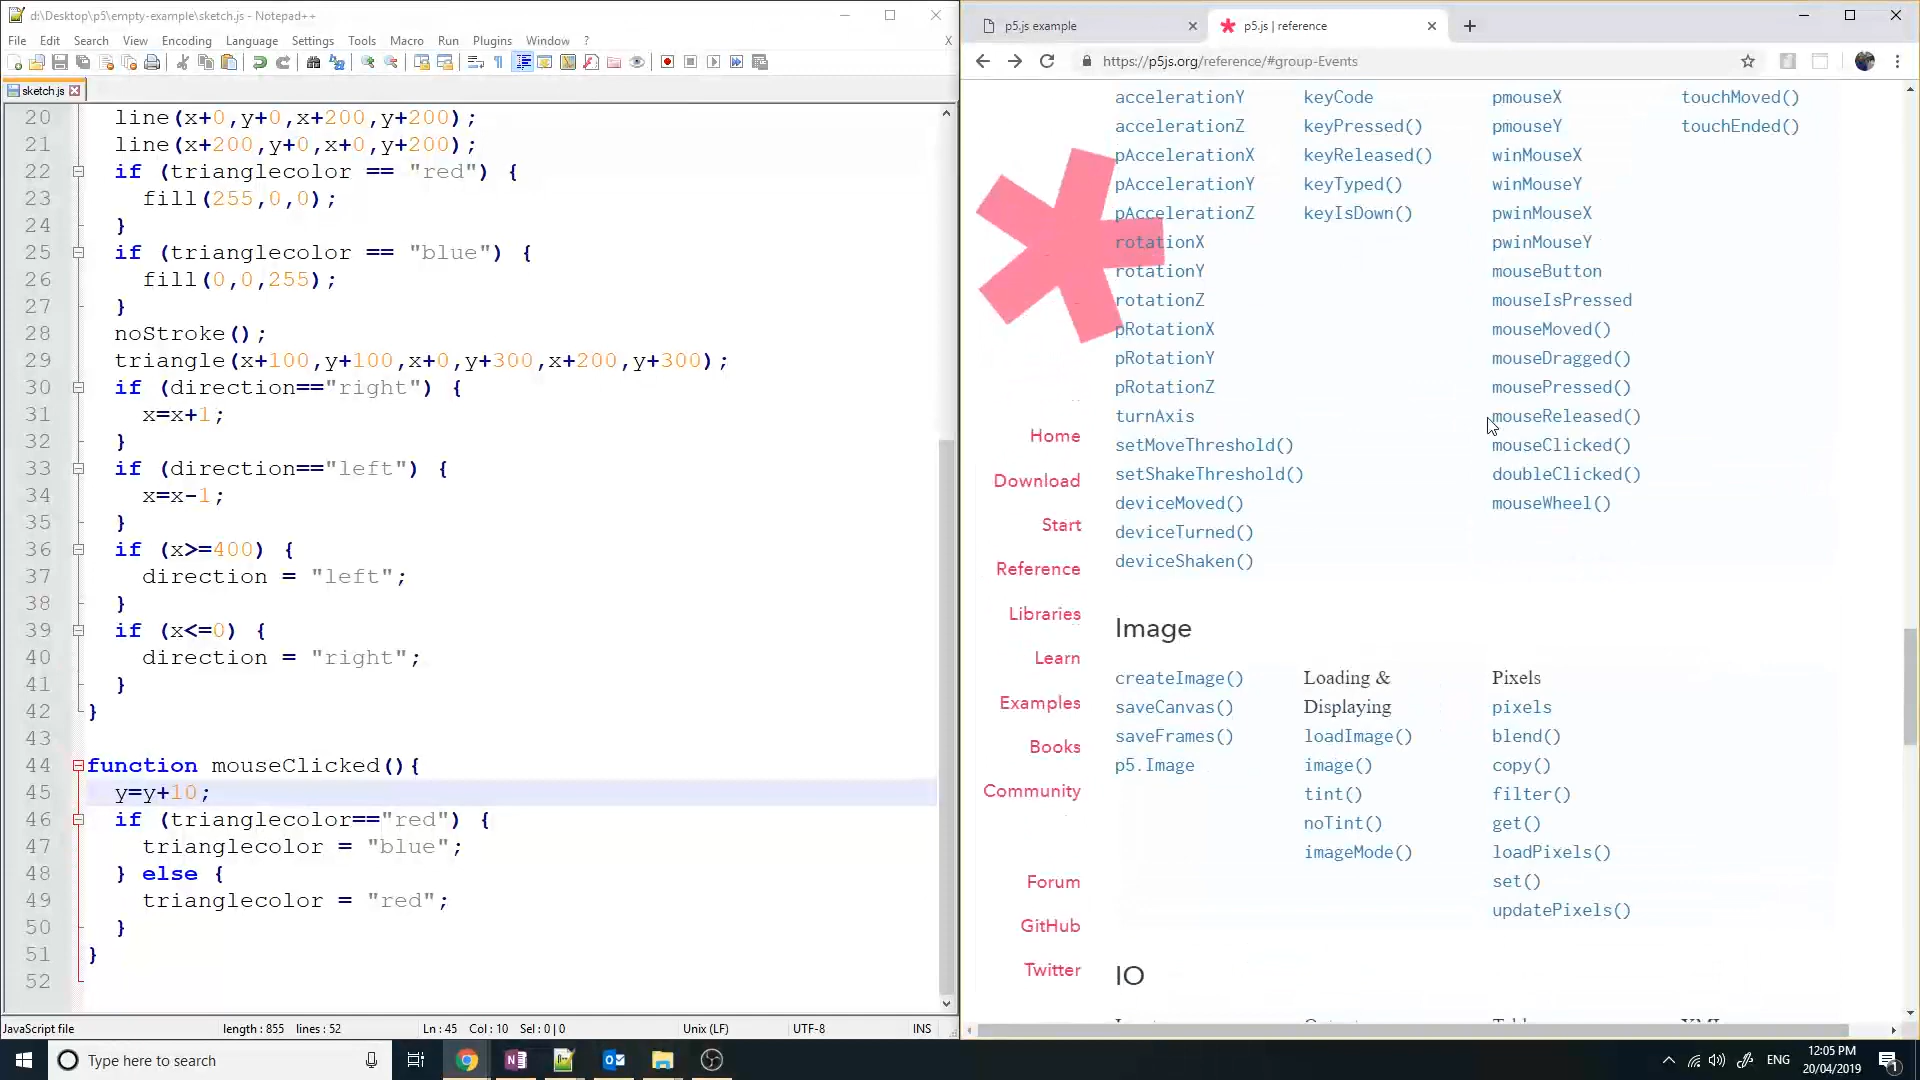 d:\Desktop\p5\empty-example\sketch.js - Notepad++
File Edit Search View Encoding Language Settings Tools Macro Run Plugins Window ? X
sketch.js
20 line(x+0,y+0,x+200,y+200);
21 line(x+200,y+0,x+0,y+200);
22 if (trianglecolor == "red") {
23 fill(255,0,0);
24 }
25 if (trianglecolor == "blue") {
26 fill(0,0,255);
27 }
28 noStroke();
29 triangle(x+100,y+100,x+0,y+300,x+200,y+300);
30 if (direction=="right") {
31 x=x+1;
32 }
33 if (direction=="left") {
34 x=x-1;
35 }
36 if (x>=400) {
37 direction = "left";
38 }
39 if (x<=0) {
40 direction = "right";
41 }
42 }
43
44 function mouseClicked(){
45 y=y+10;
46 if (trianglecolor=="red") {
47 trianglecolor = "blue";
48 } else {
49 trianglecolor = "red";
50 }
51 }
52
JavaScript file length : 855 lines : 52 Ln : 45 Col : 10 Sel : 0 | 0 Unix (LF) UTF-8 INS
p5.js example
p5.js | reference
https://p5js.org/reference/#group-Events
Home
Download
Start
Reference
Libraries
Learn
Examples
Books
Community
Forum
GitHub
Twitter
accelerationY
accelerationZ
pAccelerationX
pAccelerationY
pAccelerationZ
rotationX
rotationY
rotationZ
pRotationX
pRotationY
pRotationZ
turnAxis
setMoveThreshold()
setShakeThreshold()
deviceMoved()
deviceTurned()
deviceShaken()
keyCode
keyPressed()
keyReleased()
keyTyped()
keyIsDown()
pmouseX
pmouseY
winMouseX
winMouseY
pwinMouseX
pwinMouseY
mouseButton
mouseIsPressed
mouseMoved()
mouseDragged()
mousePressed()
mouseReleased()
mouseClicked()
doubleClicked()
mouseWheel()
touchMoved()
touchEnded()
Image
createImage()
saveCanvas()
saveFrames()
p5.Image
Loading &
Displaying
loadImage()
image()
tint()
noTint()
imageMode()
Pixels
pixels
blend()
copy()
filter()
get()
loadPixels()
set()
updatePixels()
IO
Type here to search
ENG
12:05 PM
20/04/2019
1